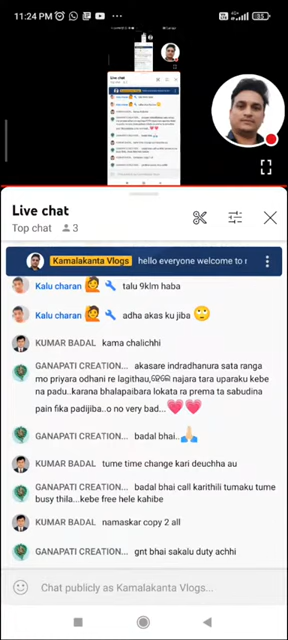 11:24 PM
85
Live chat
Top chat 3
Kamalakanta Vlogs hello everyone welcome to r
Kalu charan talu 9klm haba
Kalu charan adha akas ku jiba
KUMAR BADAL kama chalichhi
GANAPATI CREATION... akasare indradhanura sata ranga
mo priyara odhani re lagithau,ରେରେ najara tara uparaku kebe
na padu..karana bhalapaibara lokata ra prema ta sabudina
pain fika padijiba..o no very bad...💗💗
GANAPATI CREATION... badal bhai..🙏
KUMAR BADAL tume time change kari deuchha au
GANAPATI CREATION... badal bhai call karithili tumaku tume
busy thila...kebe free hele kahibe
KUMAR BADAL namaskar copy 2 all
GANAPATI CREATION... gnt bhai sakalu duty achhi
Chat publicly as Kamalakanta Vlogs...